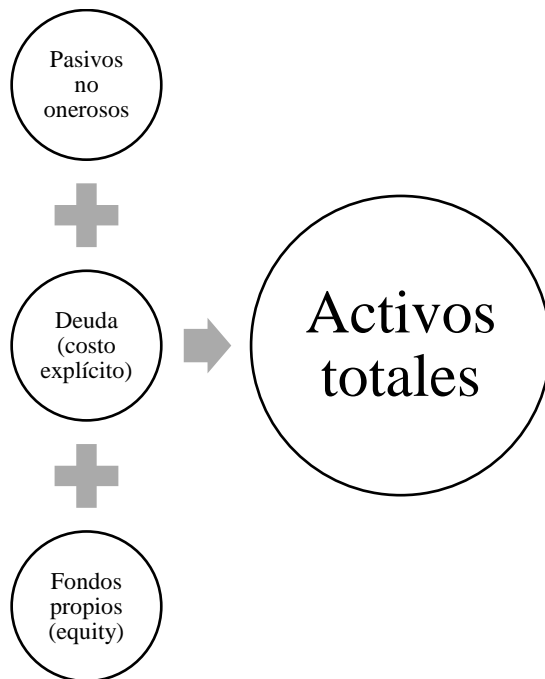 Pasivos
no
onerosos
Deuda
(costo
explícito)
Fondos
propios
(equity)
Activos
totales